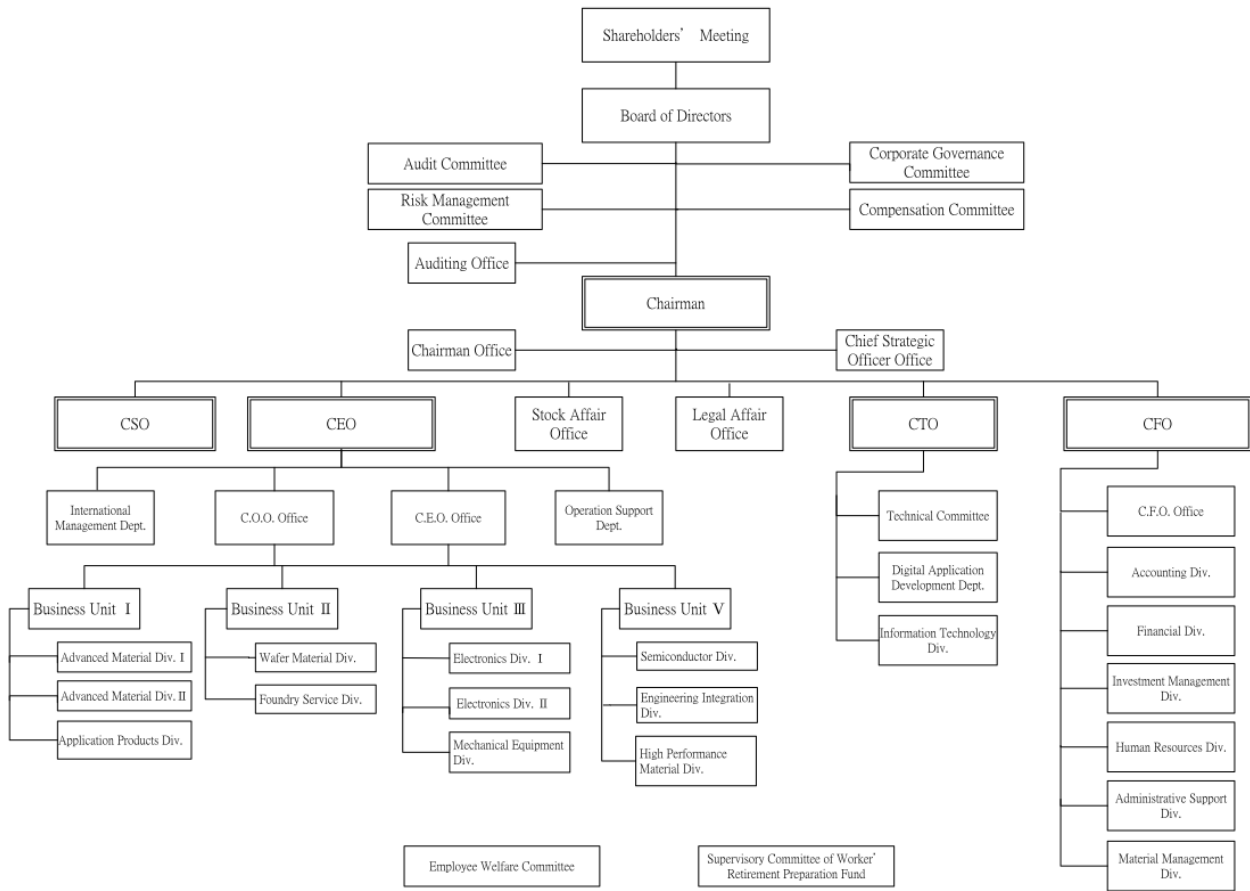 Shareholders’ Meeting
Board of Directors
Audit Committee
Corporate Governance
Committee
Risk Management
Committee
Compensation Committee
Auditing Office
Chairman
Chairman Office
Chief Strategic
Officer Office
CSO
CEO
Stock Affair
Office
Legal Affair
Office
CTO
CFO
International
Management Dept.
C.O.O. Office
C.E.O. Office
Operation Support
Dept.
Technical Committee
Digital Application
Development Dept.
Information Technology
Div.
C.F.O. Office
Accounting Div.
Financial Div.
Investment Management
Div.
Human Resources Div.
Administrative Support
Div.
Material Management
Div.
Business Unit Ⅰ
Advanced Material Div. Ⅰ
Advanced Material Div. Ⅱ
Application Products Div.
Business Unit Ⅱ
Wafer Material Div.
Foundry Service Div.
Business Unit Ⅲ
Electronics Div. Ⅰ
Electronics Div. Ⅱ
Mechanical Equipment
Div.
Business Unit Ⅴ
Semiconductor Div.
Engineering Integration
Div.
High Performance
Material Div.
Employee Welfare Committee
Supervisory Committee of Worker’
Retirement Preparation Fund